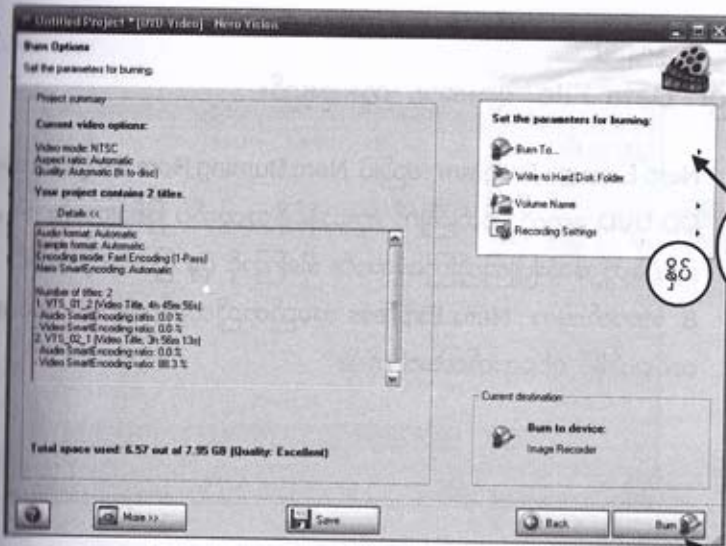 Untitled Project * (DVD-Video) - Nero Vision
Burn Options
Set the parameters for burning.
Project summary
Current video options:
Video mode: NTSC
Aspect ratio: Automatic
Quality: Automatic (fit to disc)
Your project contains 2 titles.
Details <<
Audio format: Automatic
Sample format: Automatic
Encoding mode: Fast Encoding (1-Pass)
Nero SmartEncoding: Automatic
Number of titles: 2
1. VTS_01_2 (Video Title, 4h 45m 56s)
- Audio SmartEncoding ratio: 0.0 %
- Video SmartEncoding ratio: 0.0 %
2. VTS_02_1 (Video Title, 3h 56m 13s)
- Audio SmartEncoding ratio: 0.0 %
- Video SmartEncoding ratio: 88.3 %
Total space used: 6.57 out of 7.95 GB (Quality: Excellent)
Set the parameters for burning:
Burn To...
Write to Hard Disk Folder
Volume Name
Recording Settings
နှိပ်
Current destination
Burn to device:
Image Recorder
More >>
Save
Back
Burn